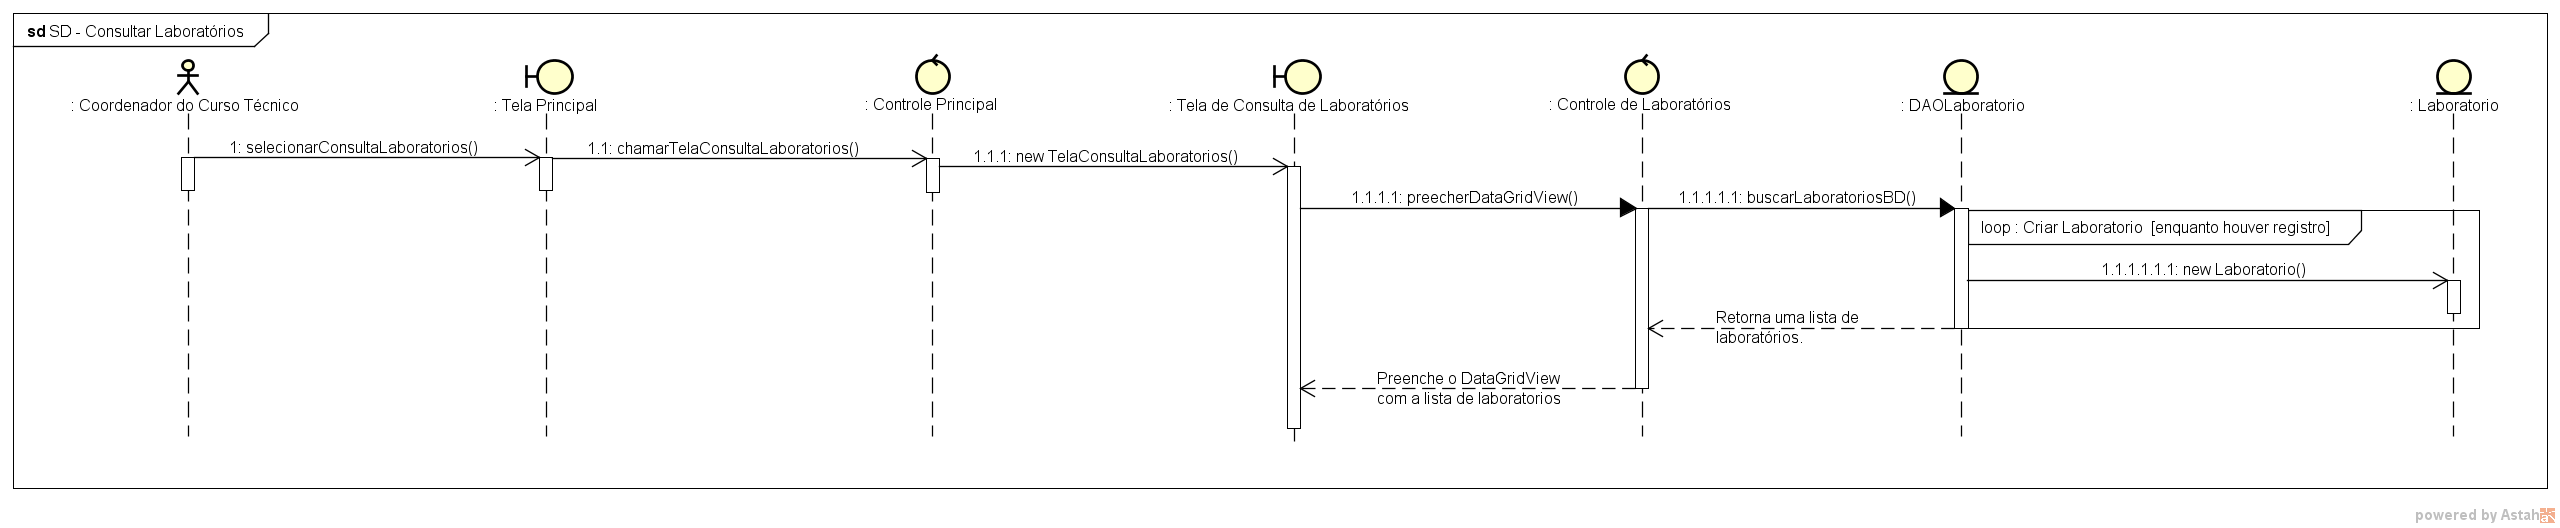 sd SD - Consultar Laboratórios
: Coordenador do Curso Técnico
: Tela Principal
: Controle Principal
: Tela de Consulta de Laboratórios
: Controle de Laboratórios
: DAOLaboratorio
: Laboratorio
1: selecionarConsultaLaboratorios()
1.1: chamarTelaConsultaLaboratorios()
1.1.1: new TelaConsultaLaboratorios()
1.1.1.1: preecherDataGridView()
1.1.1.1.1: buscarLaboratoriosBD()
loop : Criar Laboratorio [enquanto houver registro]
1.1.1.1.1.1: new Laboratorio()
Retorna uma lista de
laboratórios.
Preenche o DataGridView
com a lista de laboratorios
powered by Astah